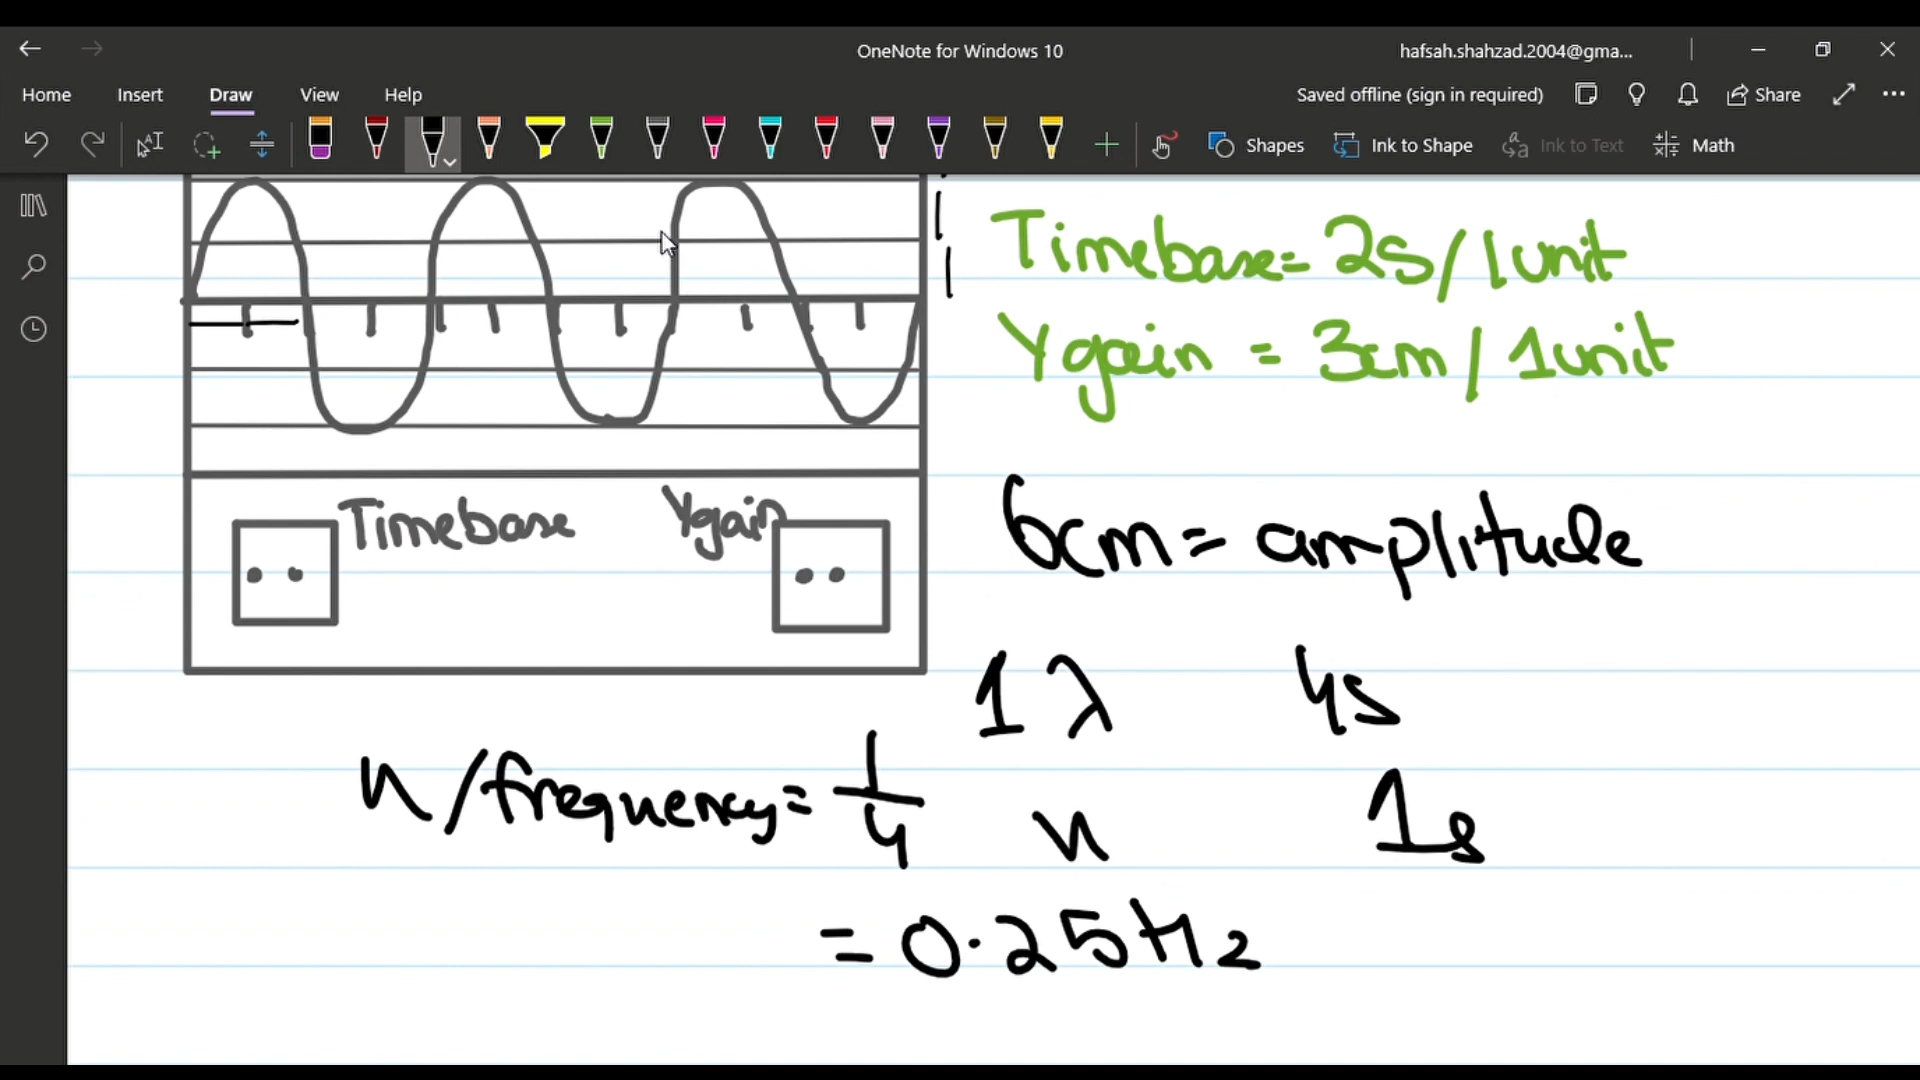 OneNote for Windows 10
hafsah.shahzad.2004@gma...
Home Insert Draw View Help
Saved offline (sign in required) Share
Shapes Ink to Shape Ink to Text Math
Timebase= 2s/1unit
Ygain = 3cm/1unit
Timebase Ygain
6cm = amplitude
1λ 4s
n/frequency= 1/4 n 1s
= 0.25Hz